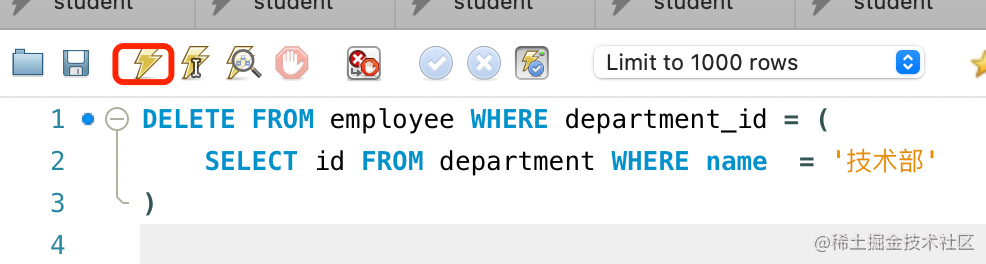 student student student student student
Limit to 1000 rows
1 DELETE FROM employee WHERE department_id = (
2 SELECT id FROM department WHERE name = '技术部'
3 )
4
@稀土掘金技术社区